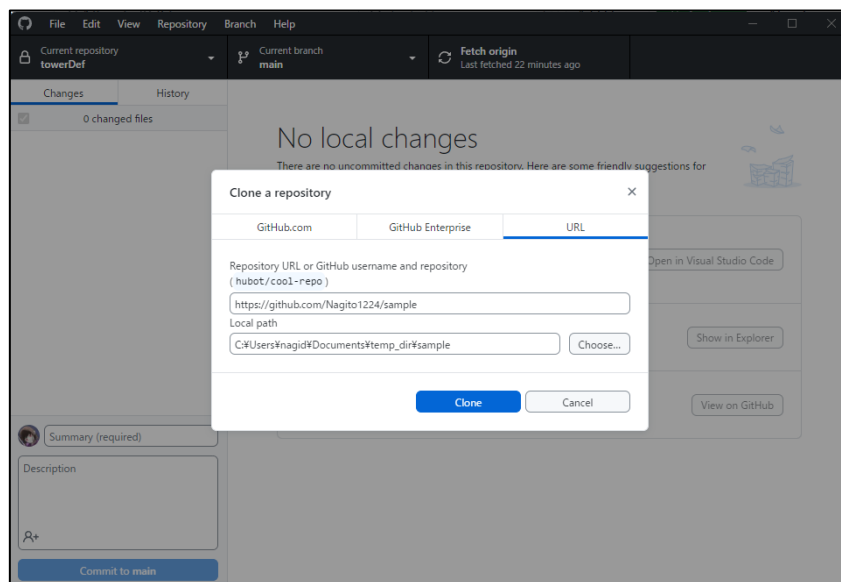 File Edit View Repository Branch Help
Current repository
towerDef
Current branch
main
Fetch origin
Last fetched 22 minutes ago
Changes History
0 changed files
No local changes
There are no uncommitted changes in this repository. Here are some friendly suggestions for
Clone a repository
GitHub.com GitHub Enterprise URL
Repository URL or GitHub username and repository
(hubot/cool-repo)
https://github.com/Nagito1224/sample
Local path
C:¥Users¥nagid¥Documents¥temp_dir¥sample
Choose...
Clone Cancel
Open in Visual Studio Code
Show in Explorer
View on GitHub
Summary (required)
Description
Commit to main